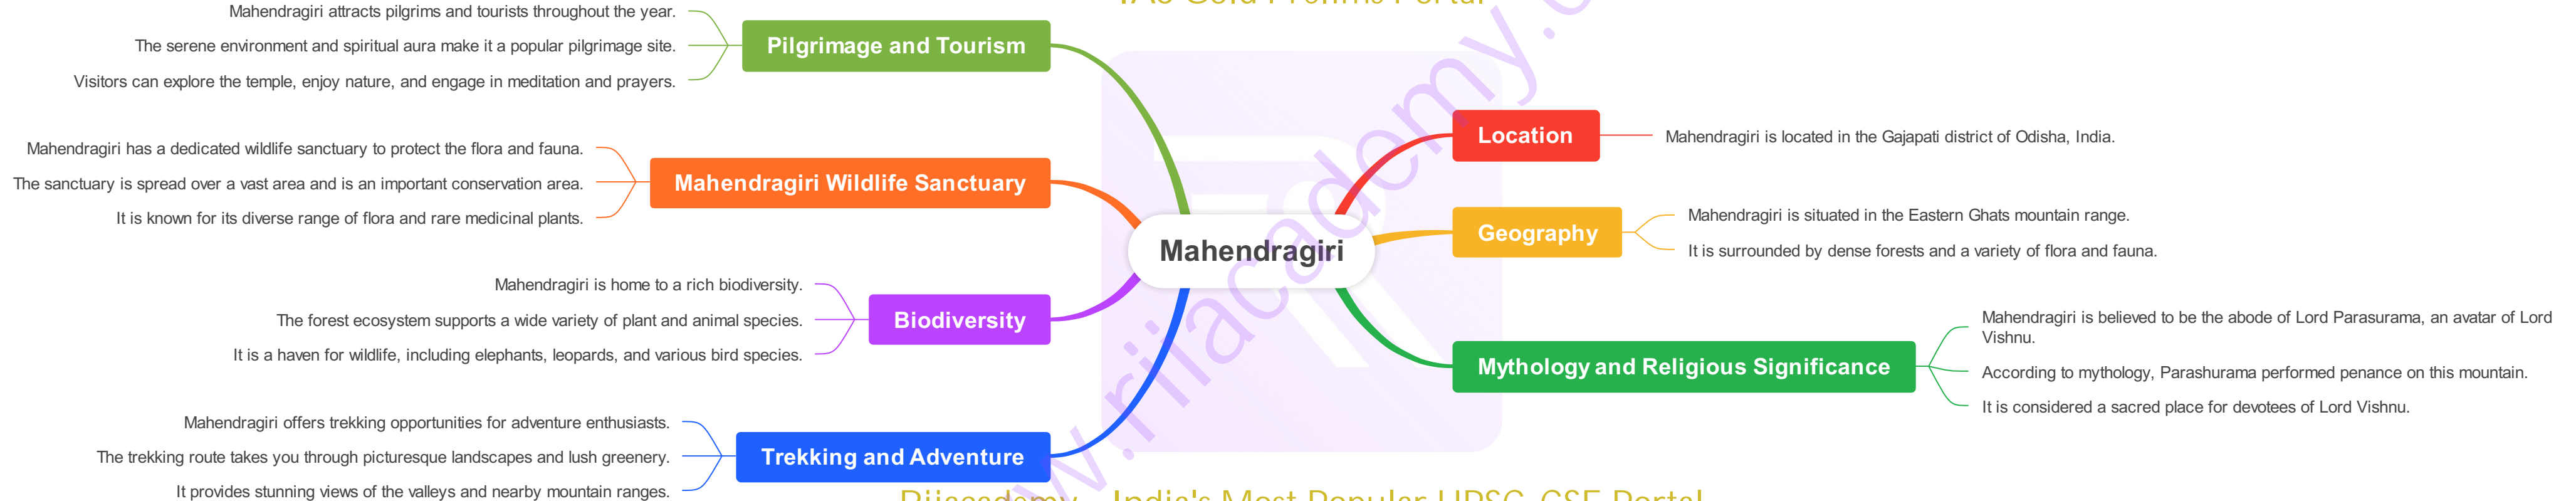 IAS Gold Prelims Portal
Mahendragiri attracts pilgrims and tourists throughout the year.
The serene environment and spiritual aura make it a popular pilgrimage site.
Visitors can explore the temple, enjoy nature, and engage in meditation and prayers.
Pilgrimage and Tourism
Mahendragiri has a dedicated wildlife sanctuary to protect the flora and fauna.
The sanctuary is spread over a vast area and is an important conservation area.
It is known for its diverse range of flora and rare medicinal plants.
Mahendragiri Wildlife Sanctuary
Mahendragiri is home to a rich biodiversity.
The forest ecosystem supports a wide variety of plant and animal species.
It is a haven for wildlife, including elephants, leopards, and various bird species.
Biodiversity
Mahendragiri offers trekking opportunities for adventure enthusiasts.
The trekking route takes you through picturesque landscapes and lush greenery.
It provides stunning views of the valleys and nearby mountain ranges.
Trekking and Adventure
Mahendragiri
Location
Mahendragiri is located in the Gajapati district of Odisha, India.
Geography
Mahendragiri is situated in the Eastern Ghats mountain range.
It is surrounded by dense forests and a variety of flora and fauna.
Mythology and Religious Significance
Mahendragiri is believed to be the abode of Lord Parasurama, an avatar of Lord
Vishnu.
According to mythology, Parashurama performed penance on this mountain.
It is considered a sacred place for devotees of Lord Vishnu.
w.rijacademy.c
India's Most Popular UPSC-CSE Portal